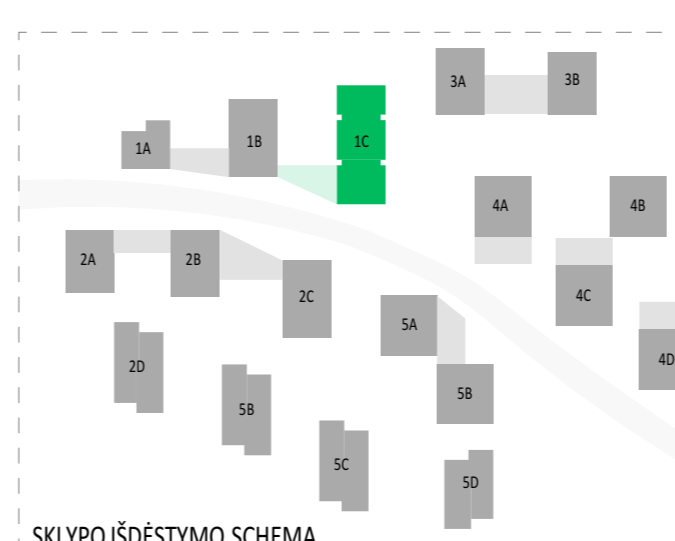 3A
3B
1A
1B
1C
4A
4B
2A
2B
2C
4C
5A
4D
2D
5B
5B
5C
5D
SKLYPO IŠDĖSTYMO SCHEMA